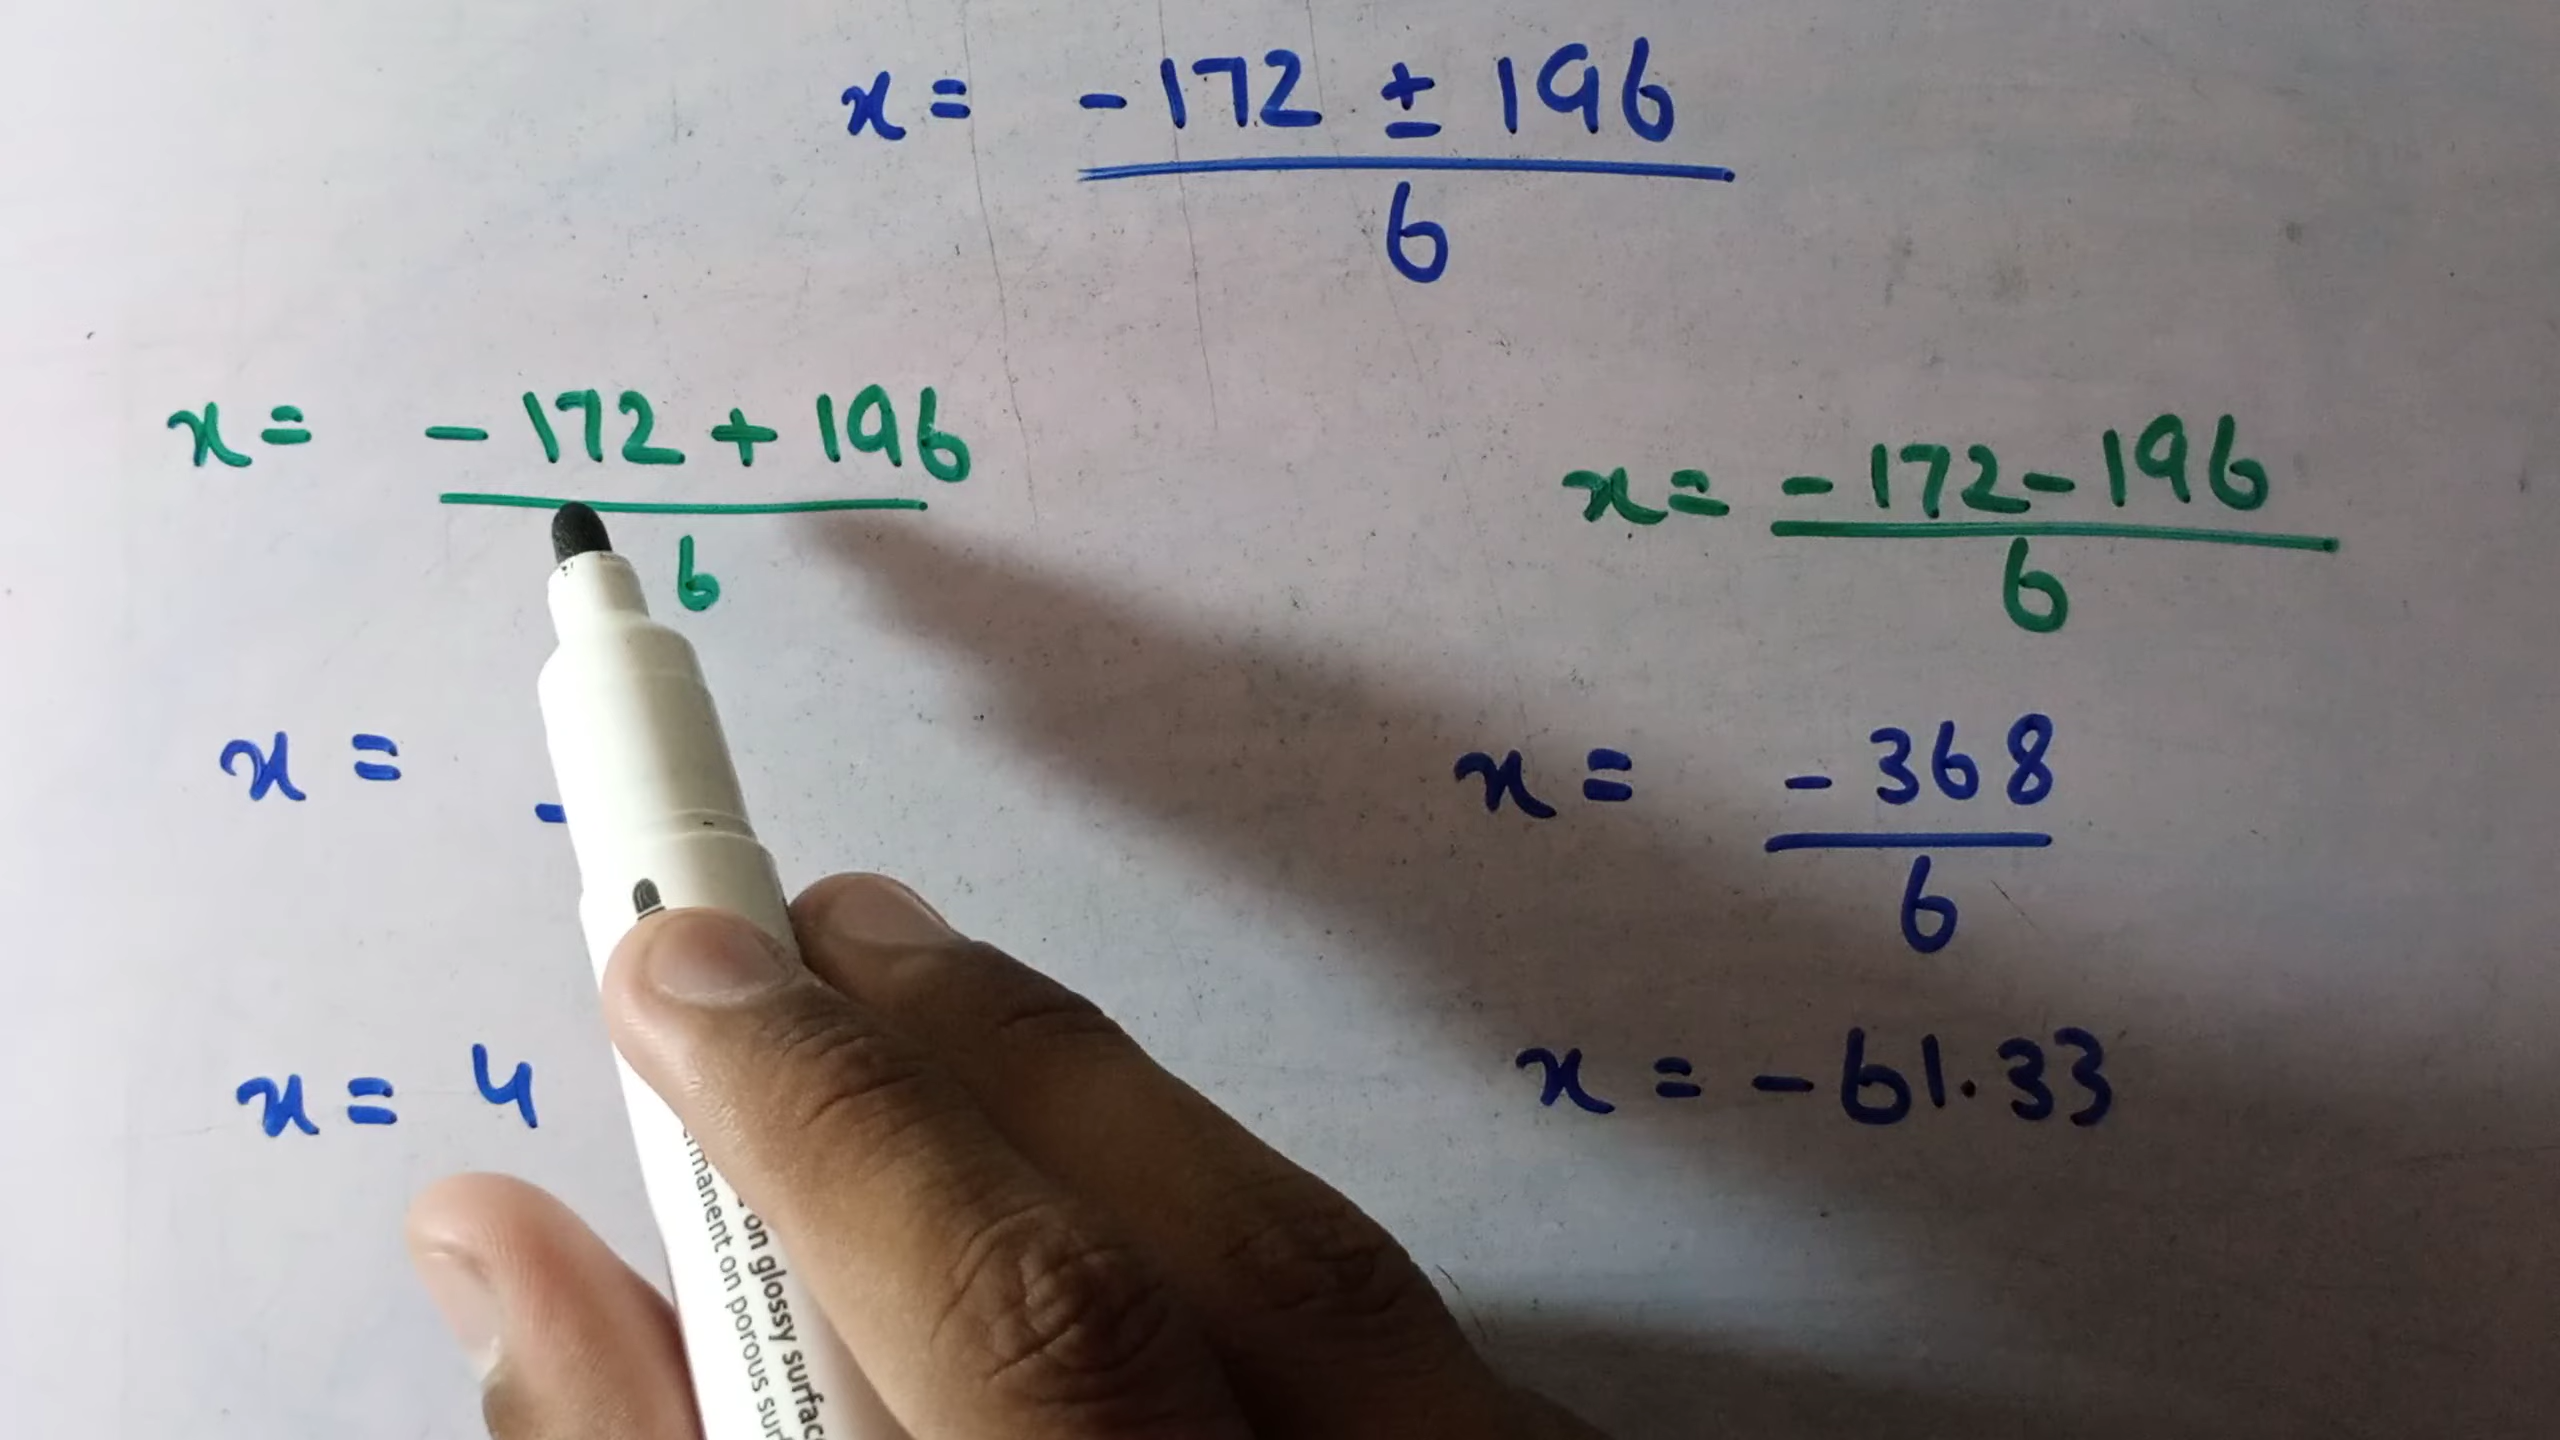 x = -172 ± 196
6
x = -172 + 196
6
x = -172 - 196
6
x =
x = -368
6
x = 4
x = -61.33
on glossy surfac
rmanent on porous sur